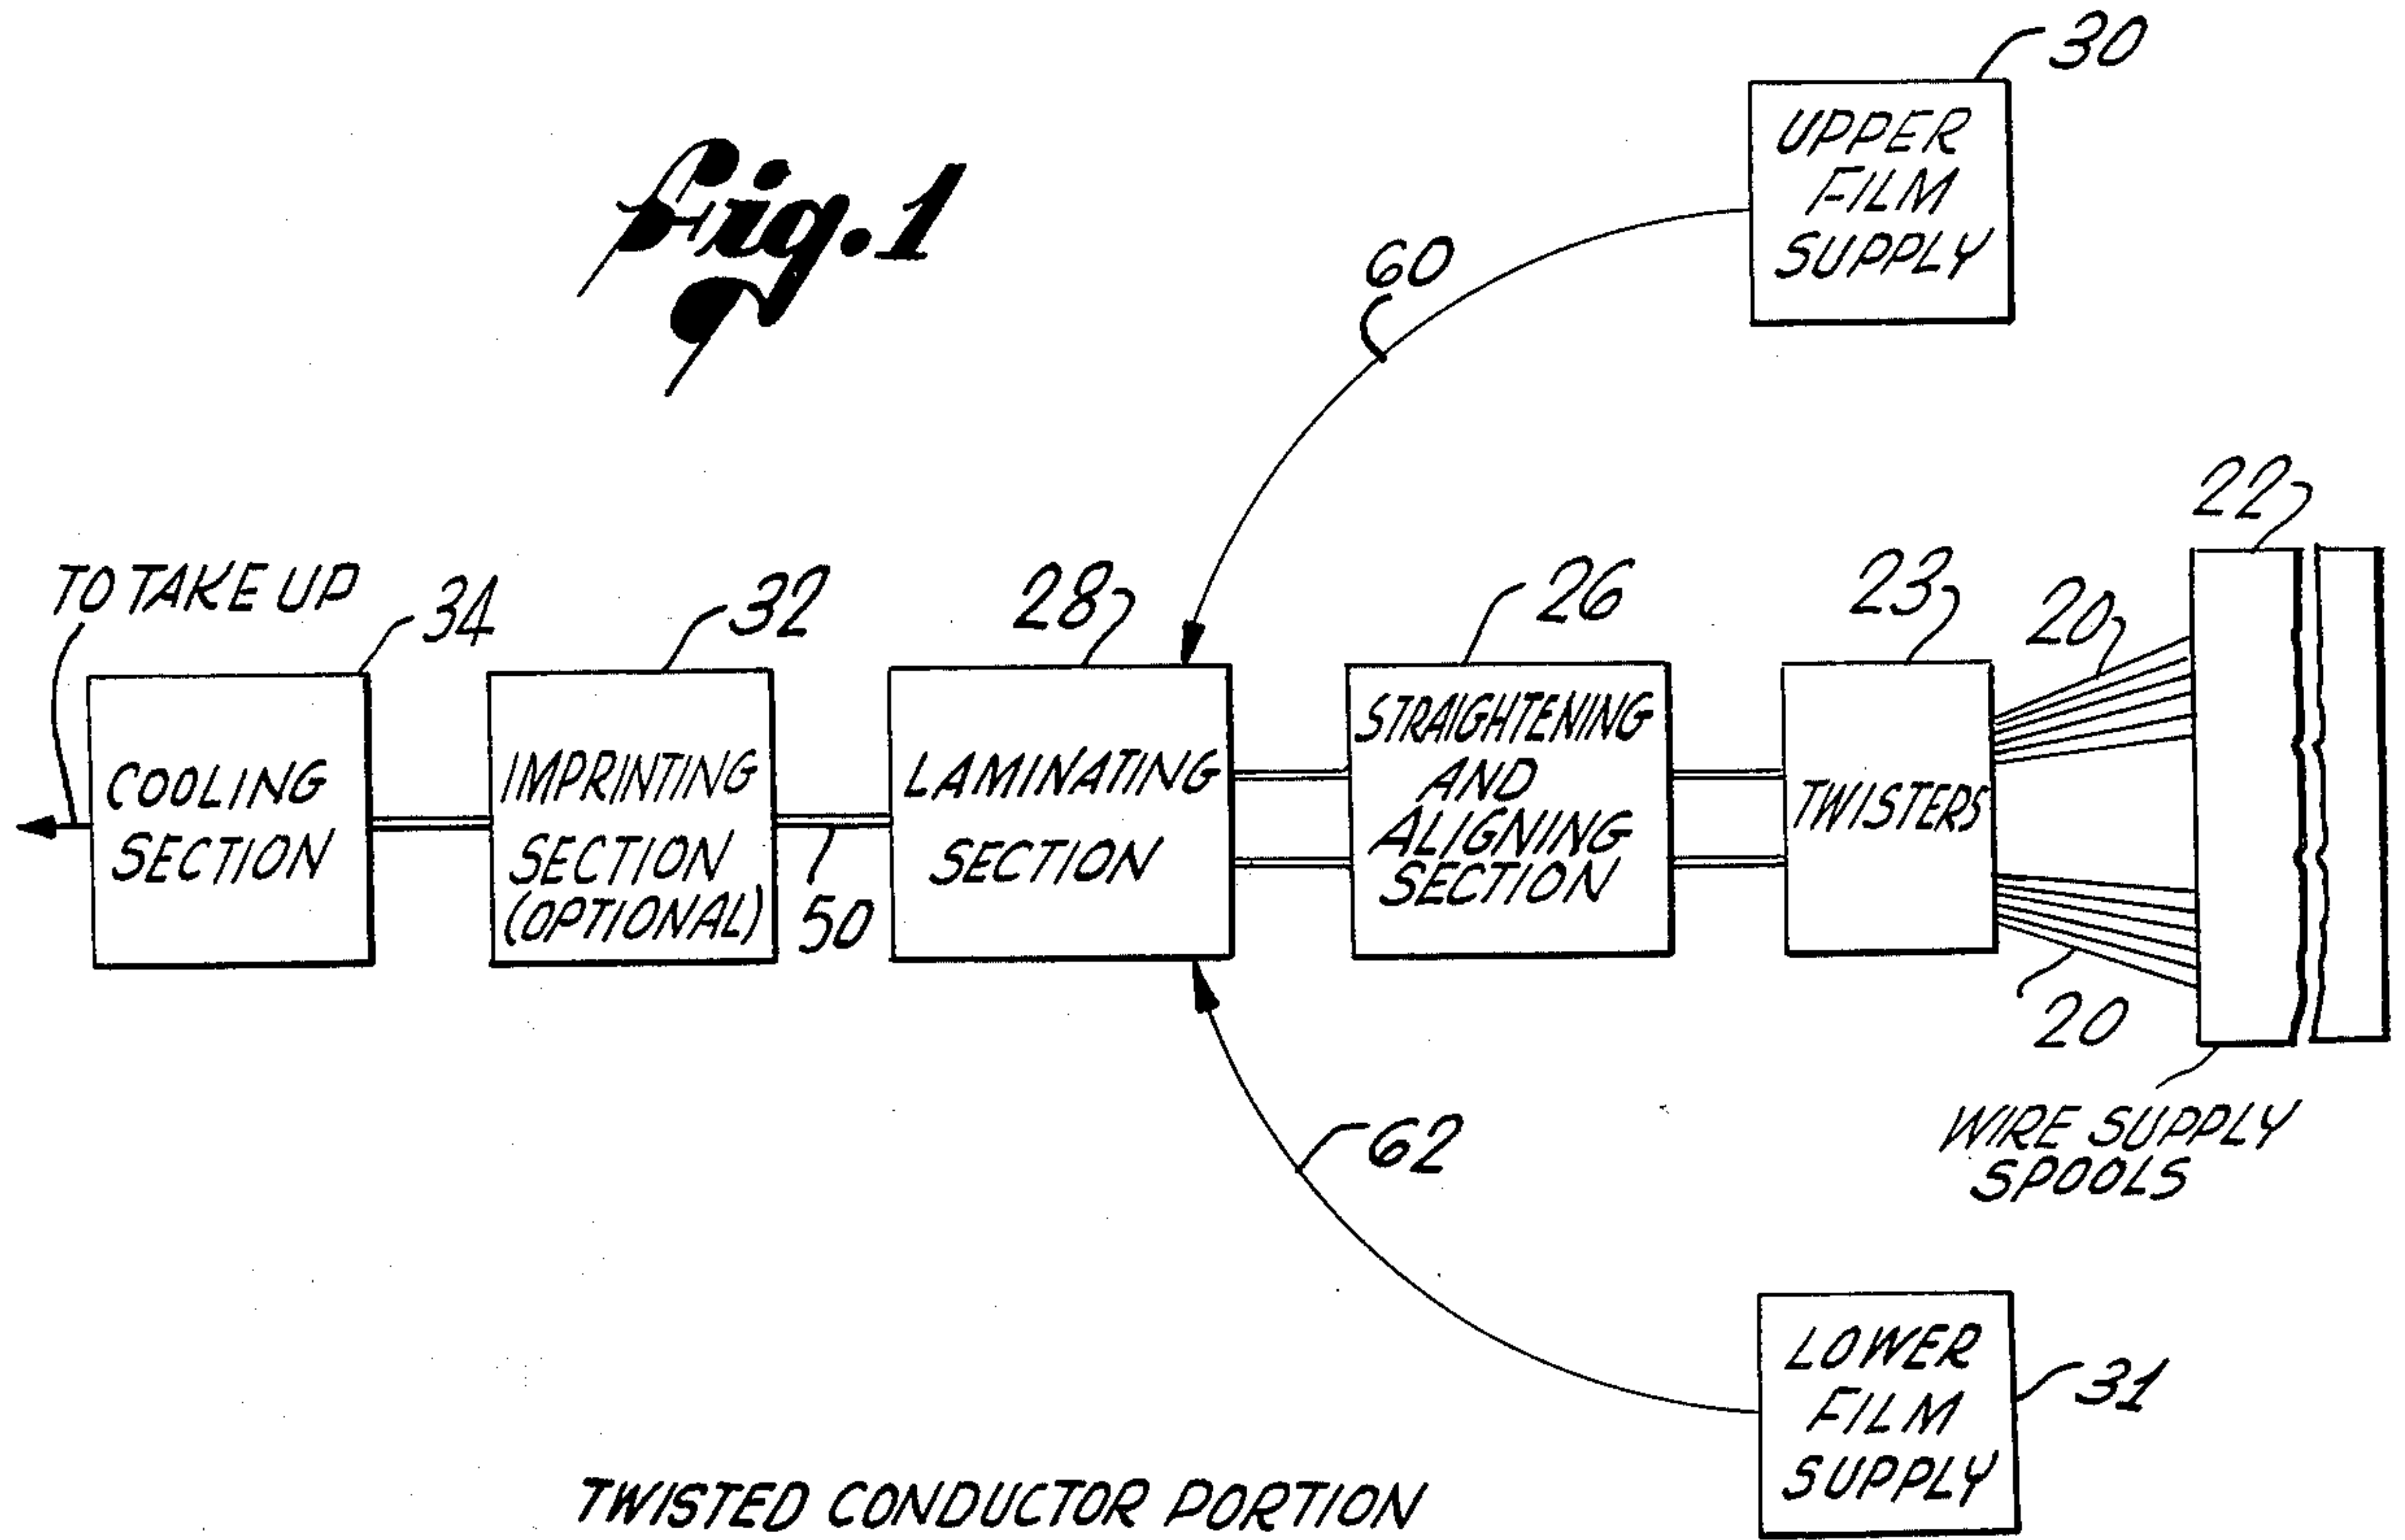 Fig. 1
30
UPPER
FILM
SUPPLY
60
22
TO TAKE UP
34
32
28
26
23
20
COOLING
SECTION
IMPRINTING
SECTION
(OPTIONAL)
50
LAMINATING
SECTION
STRAIGHTENING
AND
ALIGNING
SECTION
TWISTERS
20
WIRE SUPPLY
SPOOLS
62
LOWER
FILM
SUPPLY
31
TWISTED CONDUCTOR PORTION